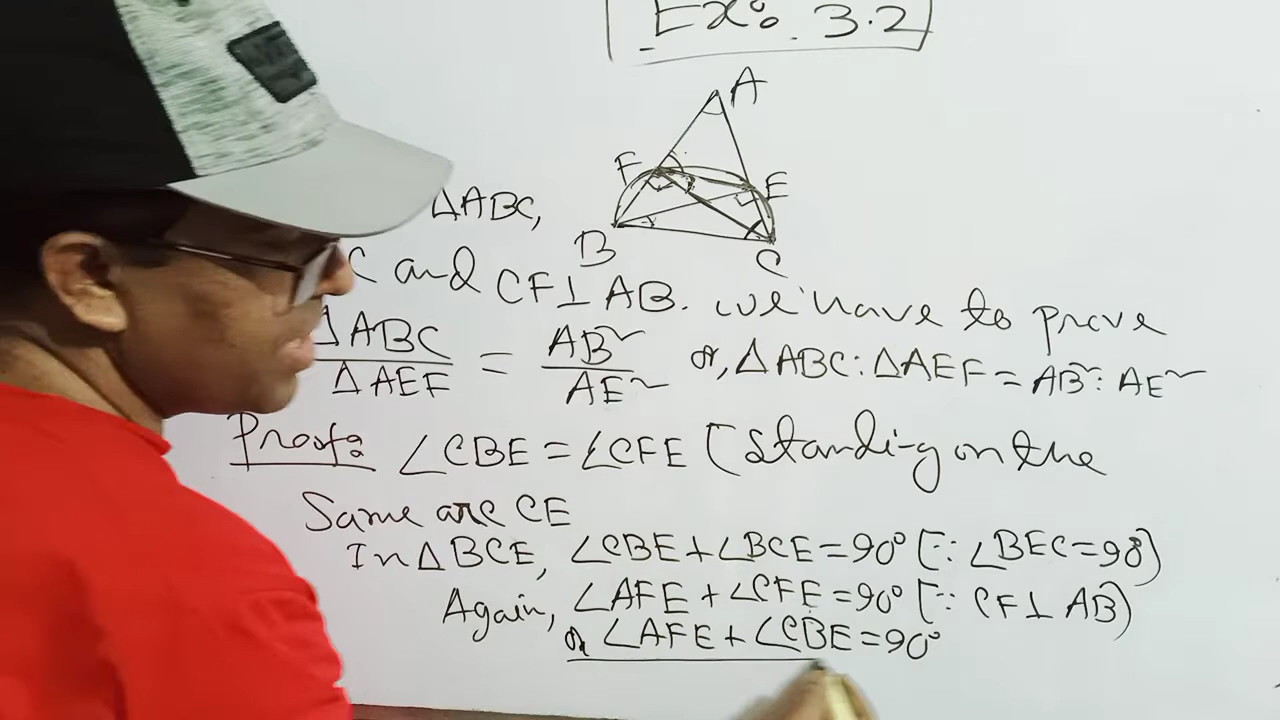 Ex: 3.2
A
F
E
B
C
ΔABC,
C and CF⊥AB. we have to prove
ΔABC/ΔAEF = AB²/AE² or, ΔABC:ΔAEF = AB²: AE²
Proof: ∠CBE = ∠CFE (Standing on the
Same arc CE
In ΔBCE, ∠CBE+∠BCE=90° [∵ ∠BEC=90°)
Again, ∠AFE + ∠CFE =90° [∵ CF⊥ AB)
or ∠AFE + ∠CBE =90°